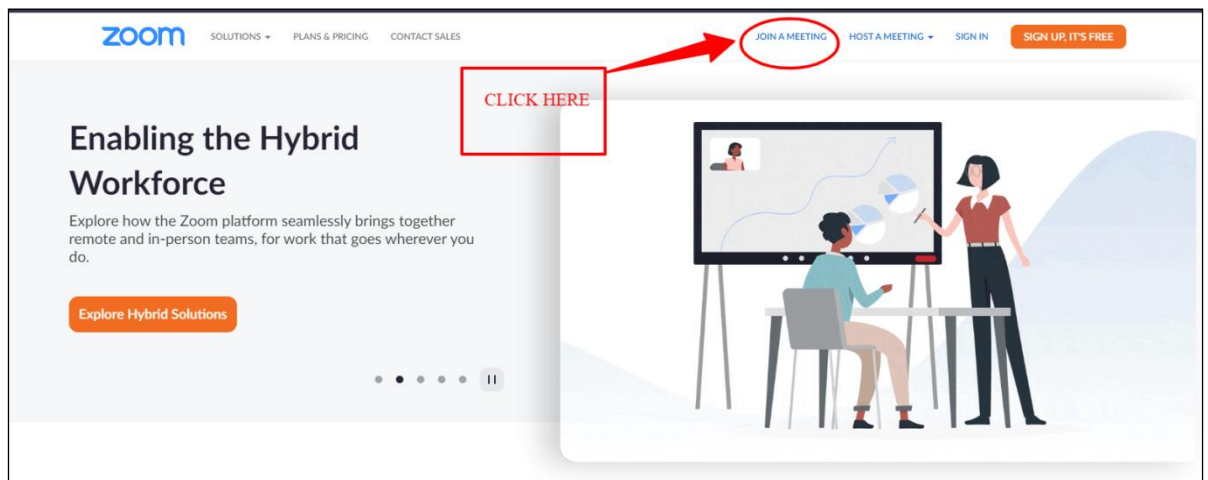 zoom
SOLUTIONS PLANS & PRICING CONTACT SALES
JOIN A MEETING HOST A MEETING SIGN IN SIGN UP, IT'S FREE
CLICK HERE
Enabling the Hybrid
Workforce
Explore how the Zoom platform seamlessly brings together
remote and in-person teams, for work that goes wherever you
do.
Explore Hybrid Solutions